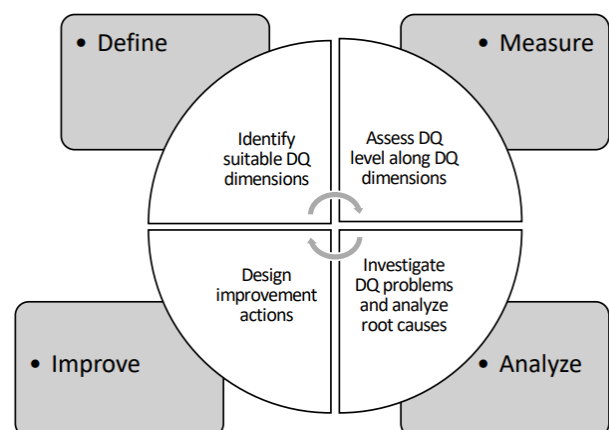 • Define
• Measure
Identify
suitable DQ
dimensions
Assess DQ
level along DQ
dimensions
Design
improvement
actions
Investigate
DQ problems
and analyze
root causes
• Improve
• Analyze